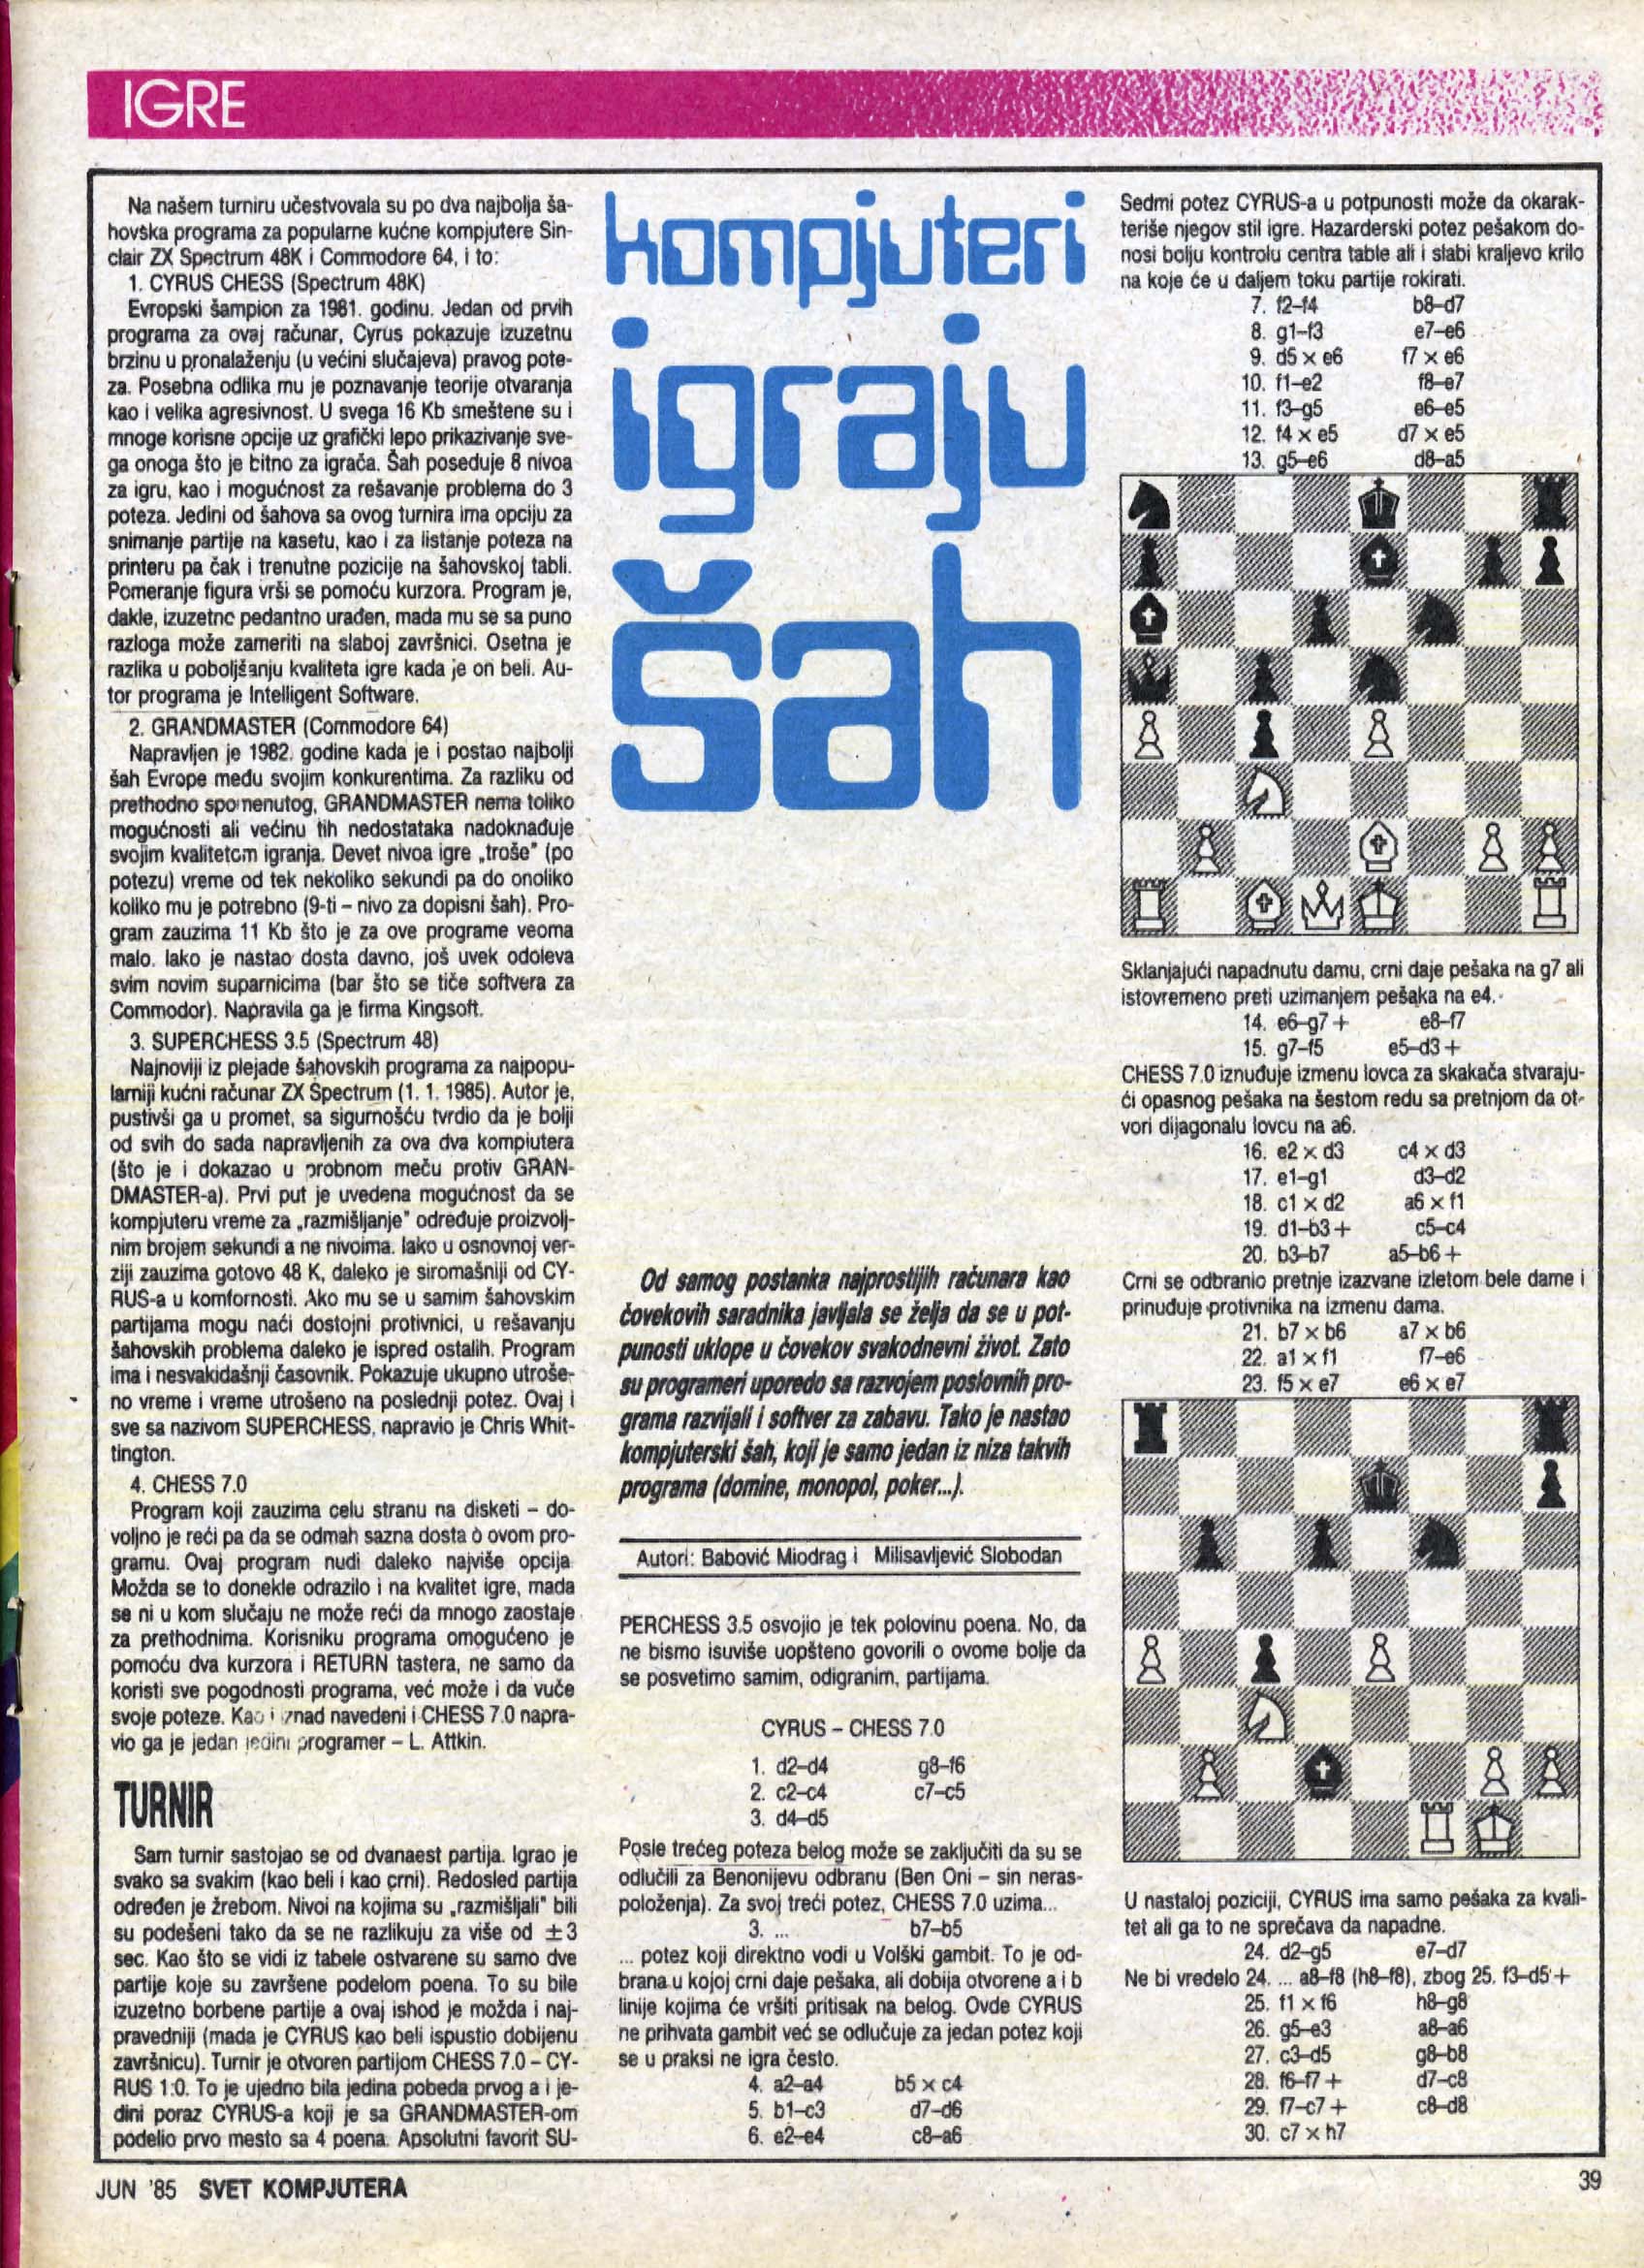 IGRE
Na našem turniru učestvovala su po dva najbolja ša-
hovska programa za popularne kućne kompjutere Sin-
clair ZX Spectrum 48K i Commodore 64, i to:
1. CYRUS CHESS (Spectrum 48K)
Evropski šampion za 1981. godinu. Jedan od prvih
programa za ovaj računar, Cyrus pokazuje izuzetnu
brzinu u pronalaženju (u većini slučajeva) pravog pote-
za. Posebna odlika mu je poznavanje teorije otvaranja
kao i velika agresivnost. U svega 16 Kb smeštene su i
mnoge korisne opcije uz grafički lepo prikazivanje sve-
ga onoga što je bitno za igrača. Šah poseduje 8 nivoa
za igru, kao i mogućnost za rešavanje problema do 3
poteza. Jedini od šahova sa ovog turnira ima opciju za
snimanje partije na kasetu, kao i za listanje poteza na
printeru pa čak i trenutne pozicije na šahovskoj tabli.
Pomeranje figura vrši se pomoću kurzora. Program je,
dakle, izuzetno pedantno urađen, mada mu se sa puno
razloga može zameriti na slaboj završnici. Osetna je
razlika u poboljšanju kvaliteta igre kada je on beli. Au-
tor programa je Intelligent Software.
2. GRANDMASTER (Commodore 64)
Napravljen je 1982. godine kada je i postao najbolji
šah Evrope među svojim konkurentima. Za razliku od
prethodno spomenutog, GRANDMASTER nema toliko
mogućnosti ali većinu tih nedostataka nadoknađuje
svojim kvalitetom igranja. Devet nivoa igre „troše" (po
potezu) vreme od tek nekoliko sekundi pa do onoliko
koliko mu je potrebno (9-ti – nivo za dopisni šah). Pro-
gram zauzima 11 Kb što je za ove programe veoma
malo. Iako je nastao dosta davno, još uvek odoleva
svim novim suparnicima (bar što se tiče softvera za
Commodor). Napravila ga je firma Kingsoft.
3. SUPERCHESS 3.5 (Spectrum 48)
Najnoviji iz plejade šahovskih programa za najpopu-
larniji kućni računar ZX Spectrum (1. 1. 1985). Autor je,
pustivši ga u promet, sa sigurnošću tvrdio da je bolji
od svih do sada napravljenih za ova dva kompjutera
(što je i dokazao u probnom meču protiv GRAN-
DMASTER-a). Prvi put je uvedena mogućnost da se
kompjuteru vreme za „razmišljanje" određuje proizvolj-
nim brojem sekundi a ne nivoima. Iako u osnovnoj ver-
ziji zauzima gotovo 48 K, daleko je siromašniji od CY-
RUS-a u komfornosti. Ako mu se u samim šahovskim
partijama mogu naći dostojni protivnici, u rešavanju
šahovskih problema daleko je ispred ostalih. Program
ima i nesvakidašnji časovnik. Pokazuje ukupno utroše-
no vreme i vreme utrošeno na poslednji potez. Ovaj i
sve sa nazivom SUPERCHESS, napravio je Chris Whit-
tington.
4. CHESS 7.0
Program koji zauzima celu stranu na disketi – do-
voljno je reći pa da se odmah sazna dosta o ovom pro-
gramu. Ovaj program nudi daleko najviše opcija
Možda se to donekle odrazilo i na kvalitet igre, mada
se ni u kom slučaju ne može reći da mnogo zaostaje
za prethodnima. Korisniku programa omogućeno je
pomoću dva kurzora i RETURN tastera, ne samo da
koristi sve pogodnosti programa, već može i da vuče
svoje poteze. Kao i iznad navedeni i CHESS 7.0 napra-
vio ga je jedan jedini programer – L. Attkin.
TURNIR
Sam turnir sastojao se od dvanaest partija. Igrao je
svako sa svakim (kao beli i kao crni). Redosled partija
određen je žrebom. Nivoi na kojima su „razmišljali" bili
su podešeni tako da se ne razlikuju za više od ±3
sec. Kao što se vidi iz tabele ostvarene su samo dve
partije koje su završene podelom poena. To su bile
izuzetno borbene partije a ovaj ishod je možda i naj-
pravedniji (mada je CYRUS kao beli ispustio dobijenu
završnicu). Turnir je otvoren partijom CHESS 7.0 – CY-
RUS 1:0. To je ujedno bila jedina pobeda prvog a i je-
dini poraz CYRUS-a koji je sa GRANDMASTER-om
podelio prvo mesto sa 4 poena. Apsolutni favorit SU-
kompjuteri
igraju
šah
Od samog postanka najprostijih računara kao
čovekovih saradnika javljala se želja da se u pot-
punosti uklope u čovekov svakodnevni život. Zato
su programeri uporedo sa razvojem poslovnih pro-
grama razvijali i softver za zabavu. Tako je nastao
kompjuterski šah, koji je samo jedan iz niza takvih
programa (domine, monopol, poker...).
Autori: Babović Miodrag i Milisavljević Slobodan
PERCHESS 3.5 osvojio je tek polovinu poena. No, da
ne bismo isuviše uopšteno govorili o ovome bolje da
se posvetimo samim, odigranim, partijama.
CYRUS – CHESS 7.0
1. d2–d4 g8–f6
2. c2–c4 c7–c5
3. d4–d5
Posle trećeg poteza belog može se zaključiti da su se
odlučili za Benonijevu odbranu (Ben Oni – sin neras-
položenja). Za svoj treći potez, CHESS 7.0 uzima...
3. ... b7–b5
... potez koji direktno vodi u Volški gambit. To je od-
brana u kojoj crni daje pešaka, ali dobija otvorene a i b
linije kojima će vršiti pritisak na belog. Ovde CYRUS
ne prihvata gambit već se odlučuje za jedan potez koji
se u praksi ne igra često.
4. a2–a4 b5 × c4
5. b1–c3 d7–d6
6. e2–e4 c8–a6
Sedmi potez CYRUS-a u potpunosti može da okarak-
teriše njegov stil igre. Hazarderski potez pešakom do-
nosi bolju kontrolu centra table ali i slabi kraljevo krilo
na koje će u daljem toku partije rokirati.
7. f2–f4 b8–d7
8. g1–f3 e7–e6
9. d5 × e6 f7 × e6
10. f1–e2 f8–e7
11. f3–g5 e6–e5
12. f4 × e5 d7 × e5
13. g5–e6 d8–a5
Sklanjajući napadnutu damu, crni daje pešaka na g7 ali
istovremeno preti uzimanjem pešaka na e4.
14. e6–g7 + e8–f7
15. g7–f5 e5–d3 +
CHESS 7.0 iznuđuje izmenu lovca za skakača stvaraju-
ći opasnog pešaka na šestom redu sa pretnjom da ot-
vori dijagonalu lovcu na a6.
16. e2 × d3 c4 × d3
17. e1–g1 d3–d2
18. c1 × d2 a6 × f1
19. d1–b3 + c5–c4
20. b3–b7 a5–b6 +
Crni se odbranio pretnje izazvane izletom bele dame i
prinuđuje protivnika na izmenu dama.
21. b7 × b6 a7 × b6
22. a1 × f1 f7–e6
23. f5 × e7 e6 × e7
U nastaloj poziciji, CYRUS ima samo pešaka za kvali-
tet ali ga to ne sprečava da napadne.
24. d2–g5 e7–d7
Ne bi vredelo 24. ... a8–f8 (h8–f8), zbog 25. f3–d5 +
25. f1 × f6 h8–g8
26. g5–e3 a8–a6
27. c3–d5 g8–b8
28. f6–f7 + d7–c8
29. f7–c7 + c8–d8
30. c7 × h7
JUN '85 SVET KOMPJUTERA
39